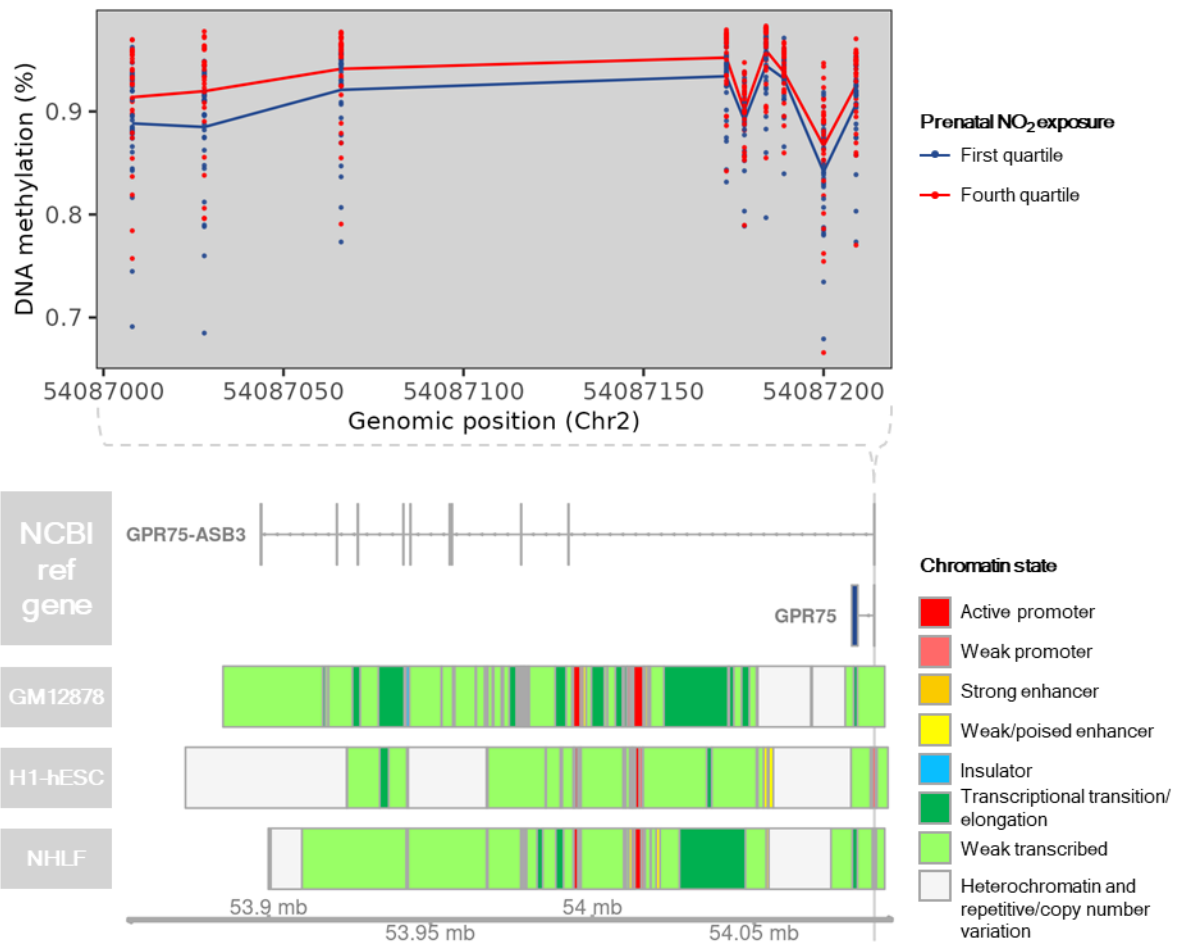 DNA methylation (%)
0.9
0.8
0.7
54087000
54087050
54087100
54087150
54087200
Genomic position (Chr2)
Prenatal NO₂ exposure
First quartile
Fourth quartile
NCBI
ref
gene
GPR75-ASB3
GPR75
GM12878
H1-hESC
NHLF
53.9 mb
54 mb
53.95 mb
54.05 mb
Chromatin state
Active promoter
Weak promoter
Strong enhancer
Weak/poised enhancer
Insulator
Transcriptional transition/
elongation
Weak transcribed
Heterochromatin and
repetitive/copy number
variation